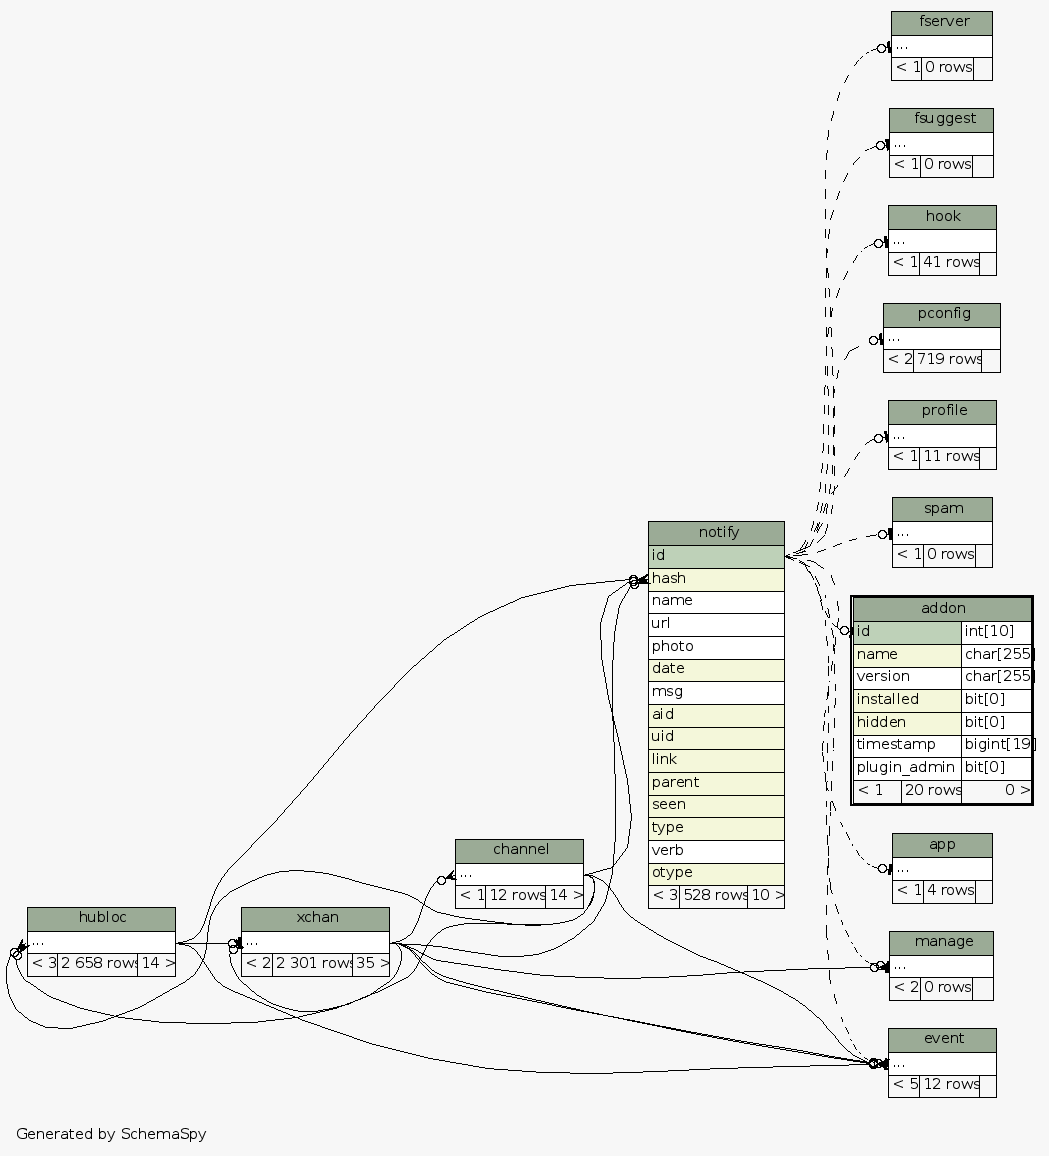 fserver
...
< 1 0 rows
fsuggest
...
< 1 0 rows
hook
...
< 1 41 rows
pconfig
...
< 2 719 rows
profile
...
< 1 11 rows
spam
...
< 1 0 rows
notify
id
hash
name
url
photo
date
msg
aid
uid
link
parent
seen
type
verb
otype
< 3 528 rows 10 >
addon
id int[10]
name char[255]
version char[255]
installed bit[0]
hidden bit[0]
timestamp bigint[19]
plugin_admin bit[0]
< 1 20 rows 0 >
channel
...
< 1 12 rows 14 >
app
...
< 1 4 rows
hubloc
...
< 3 2 658 rows 14 >
xchan
...
< 2 2 301 rows 35 >
manage
...
< 2 0 rows
event
...
< 5 12 rows
Generated by SchemaSpy